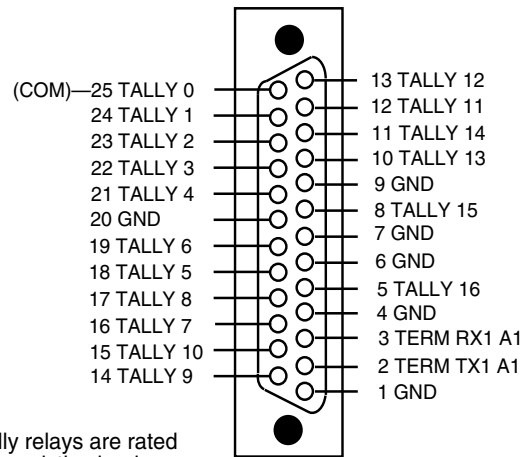 (COM)—25 TALLY 0
24 TALLY 1
23 TALLY 2
22 TALLY 3
21 TALLY 4
20 GND
19 TALLY 6
18 TALLY 5
17 TALLY 8
16 TALLY 7
15 TALLY 10
14 TALLY 9
13 TALLY 12
12 TALLY 11
11 TALLY 14
10 TALLY 13
9 GND
8 TALLY 15
7 GND
6 GND
5 TALLY 16
4 GND
3 TERM RX1 A1
2 TERM TX1 A1
1 GND
lly relays are rated